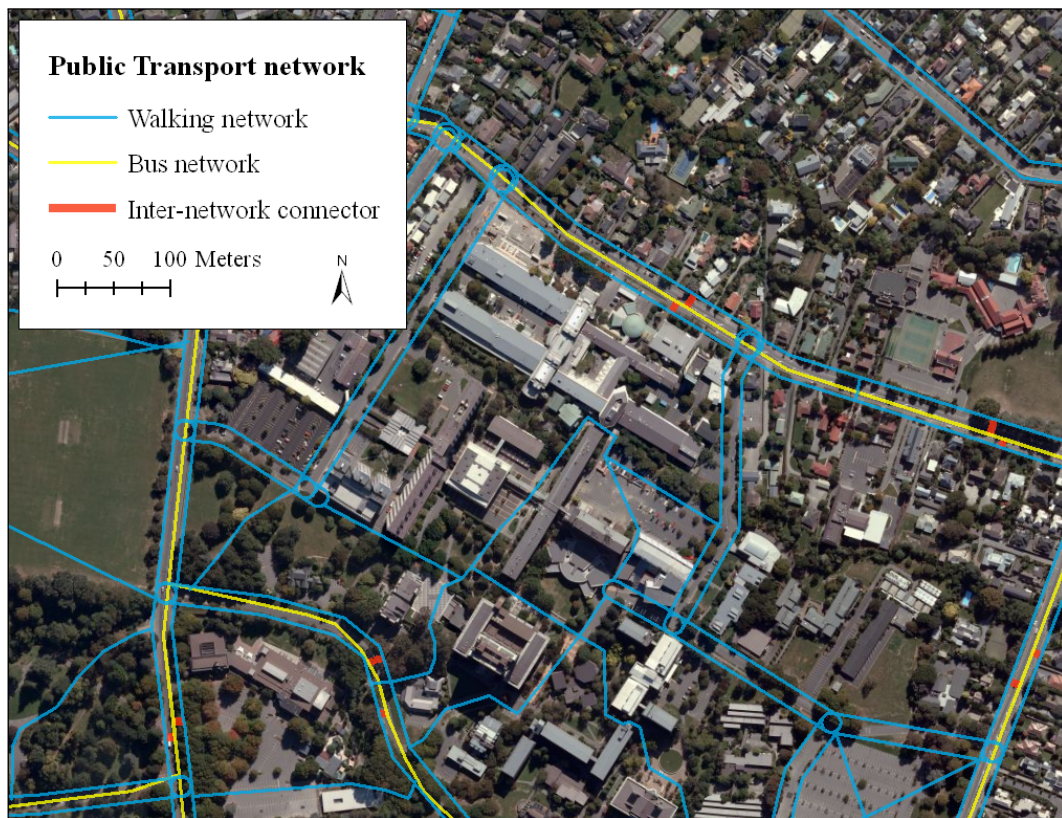 Public Transport network
Walking network
Bus network
Inter-network connector
0 50 100 Meters
N